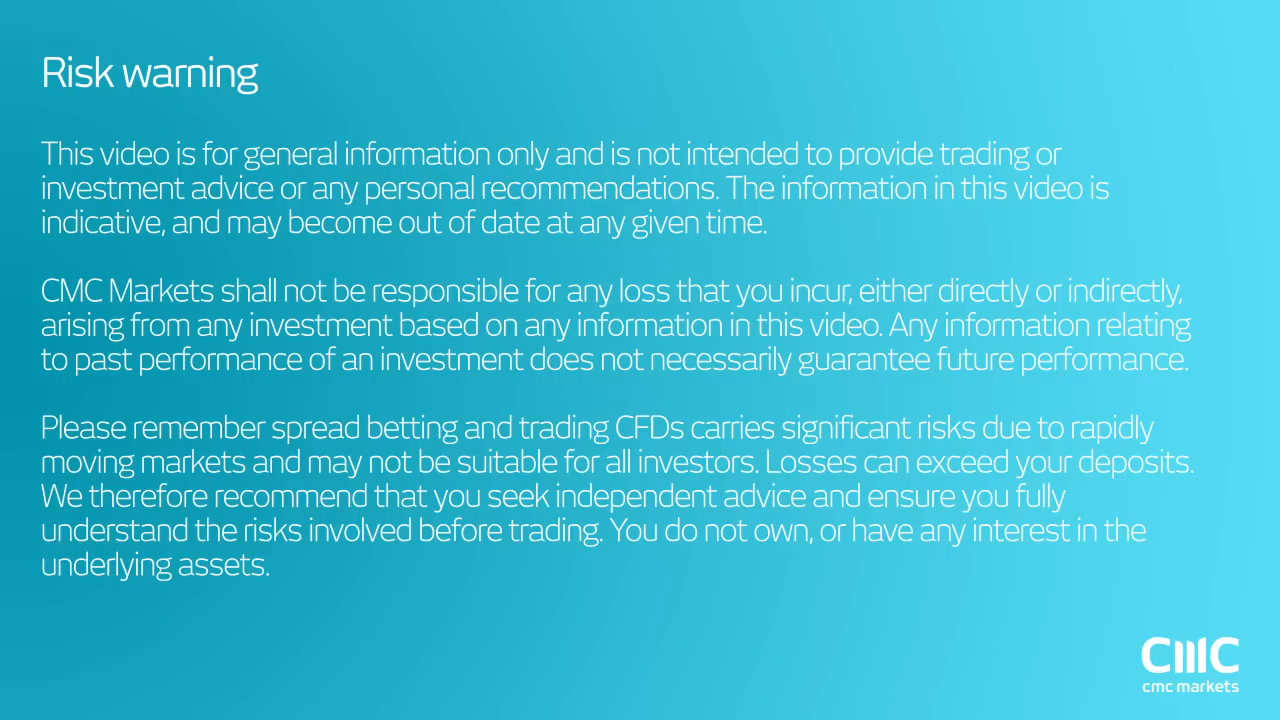 Risk warning
This video is for general information only and is not intended to provide trading or
investment advice or any personal recommendations. The information in this video is
indicative, and may become out of date at any given time.
CMC Markets shall not be responsible for any loss that you incur, either directly or indirectly,
arising from any investment based on any information in this video. Any information relating
to past performance of an investment does not necessarily guarantee future performance.
Please remember spread betting and trading CFDs carries significant risks due to rapidly
moving markets and may not be suitable for all investors. Losses can exceed your deposits.
We therefore recommend that you seek independent advice and ensure you fully
understand the risks involved before trading. You do not own, or have any interest in the
underlying assets.
CMC
cmc markets